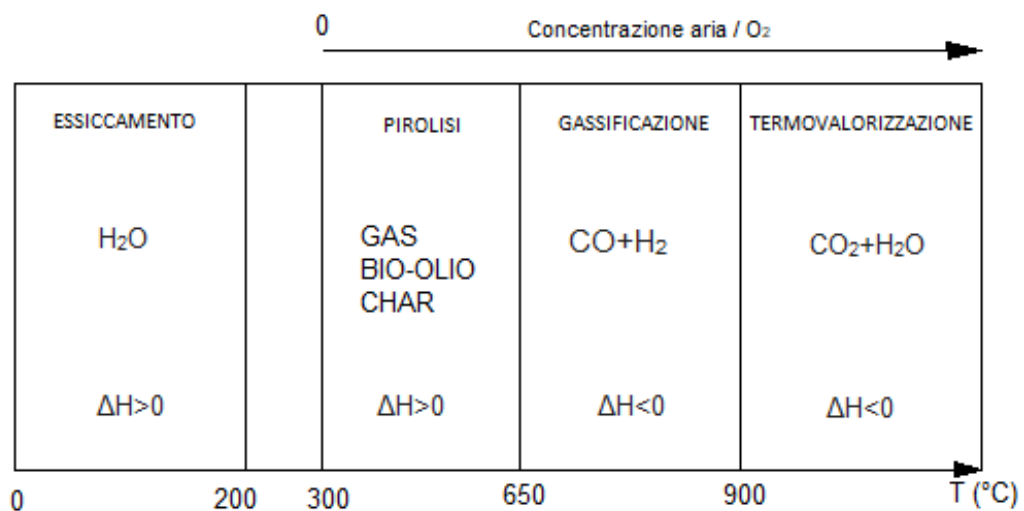 0
Concentrazione aria / O₂
ESSICCAMENTO
PIROLISI
GASSIFICAZIONE
TERMOVALORIZZAZIONE
H₂O
GAS
BIO-OLIO
CHAR
CO+H₂
CO₂+H₂O
ΔH>0
ΔH>0
ΔH<0
ΔH<0
0
200
300
650
900
T (°C)